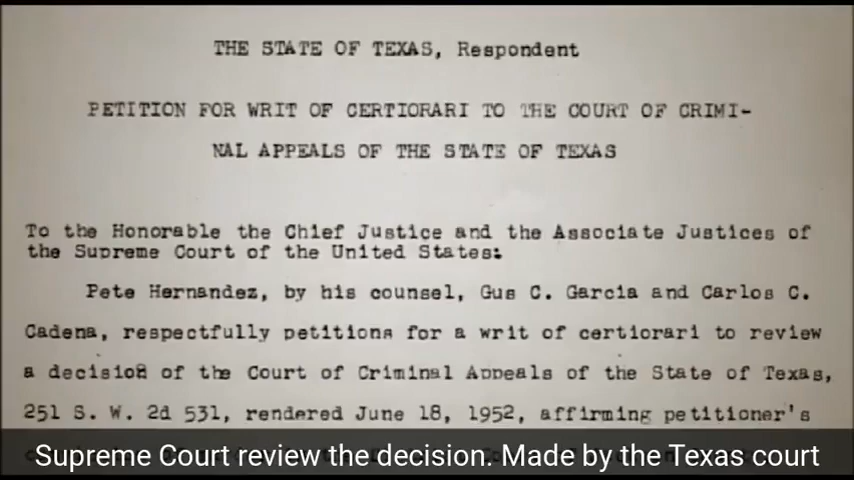 THE STATE OF TEXAS, Respondent
PETITION FOR WRIT OF CERTIORARI TO THE COURT OF CRIMI-
NAL APPEALS OF THE STATE OF TEXAS
To the Honorable the Chief Justice and the Associate Justices of
the Supreme Court of the United States:
Pete Hernandez, by his counsel, Gus C. Garcia and Carlos C.
Cadena, respectfully petitions for a writ of certiorari to review
a decision of the Court of Criminal Appeals of the State of Texas,
251 S. W. 2d 531, rendered June 18, 1952, affirming petitioner's
Supreme Court review the decision. Made by the Texas court